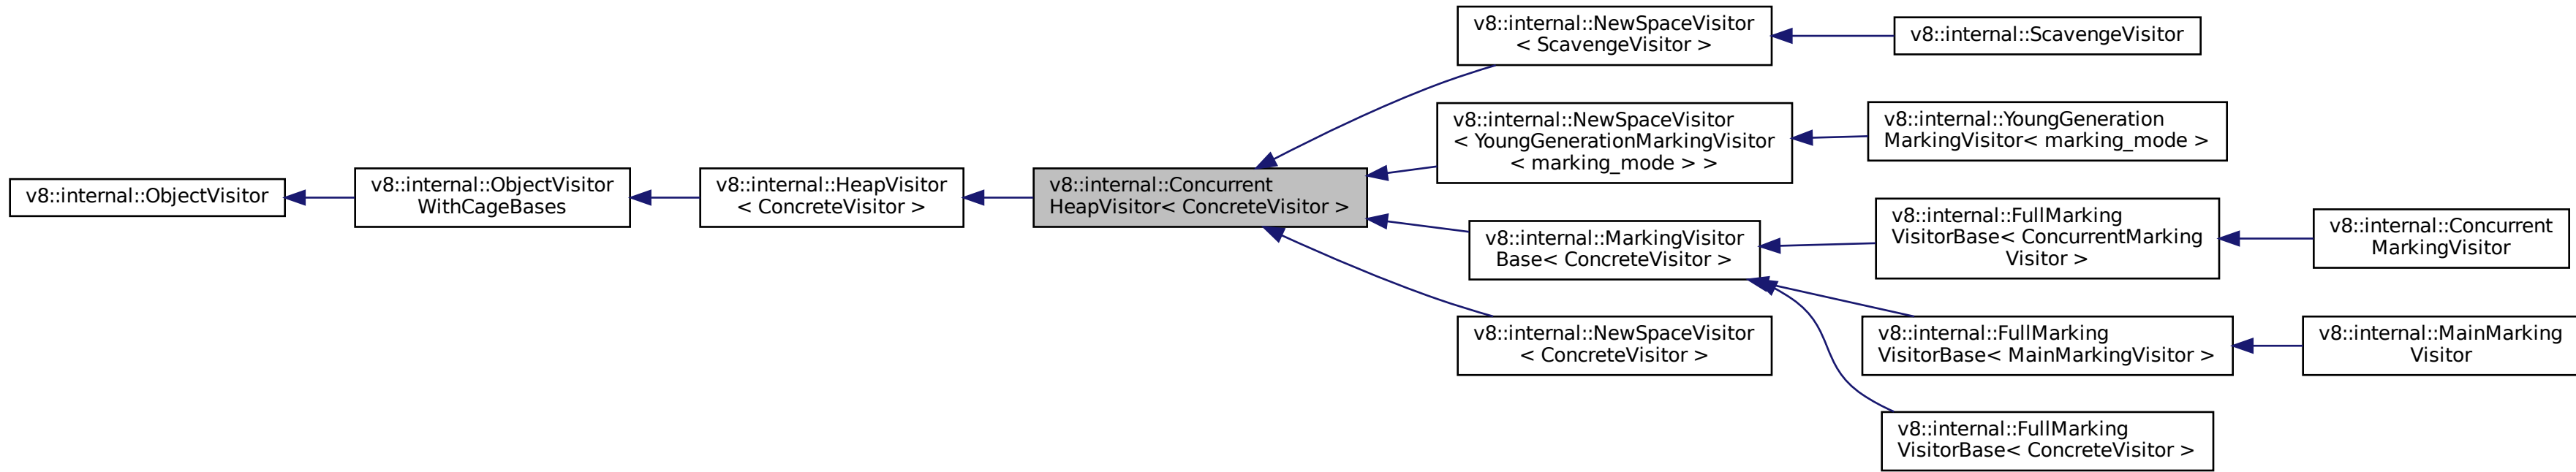 v8::internal::ObjectVisitor
v8::internal::ObjectVisitor
WithCageBases
v8::internal::HeapVisitor
< ConcreteVisitor >
v8::internal::Concurrent
HeapVisitor< ConcreteVisitor >
v8::internal::NewSpaceVisitor
< ScavengeVisitor >
v8::internal::ScavengeVisitor
v8::internal::NewSpaceVisitor
< YoungGenerationMarkingVisitor
< marking_mode > >
v8::internal::YoungGeneration
MarkingVisitor< marking_mode >
v8::internal::MarkingVisitor
Base< ConcreteVisitor >
v8::internal::FullMarking
VisitorBase< ConcurrentMarking
Visitor >
v8::internal::Concurrent
MarkingVisitor
v8::internal::NewSpaceVisitor
< ConcreteVisitor >
v8::internal::FullMarking
VisitorBase< MainMarkingVisitor >
v8::internal::MainMarking
Visitor
v8::internal::FullMarking
VisitorBase< ConcreteVisitor >